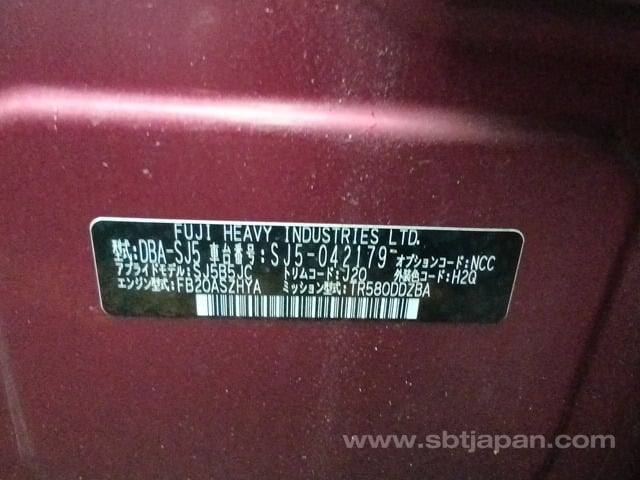 FUJI HEAVY INDUSTRIES LTD.
型式:DBA-SJ5 車台番号:SJ5-042179 オプションコード:NCC
アプライドモデル:SJ5B5JC トリムコード:J20 外装色コード:H2Q
エンジン型式:FB20ASZHYA ミッション型式:TR580DDZBA
www.sbtjapan.com